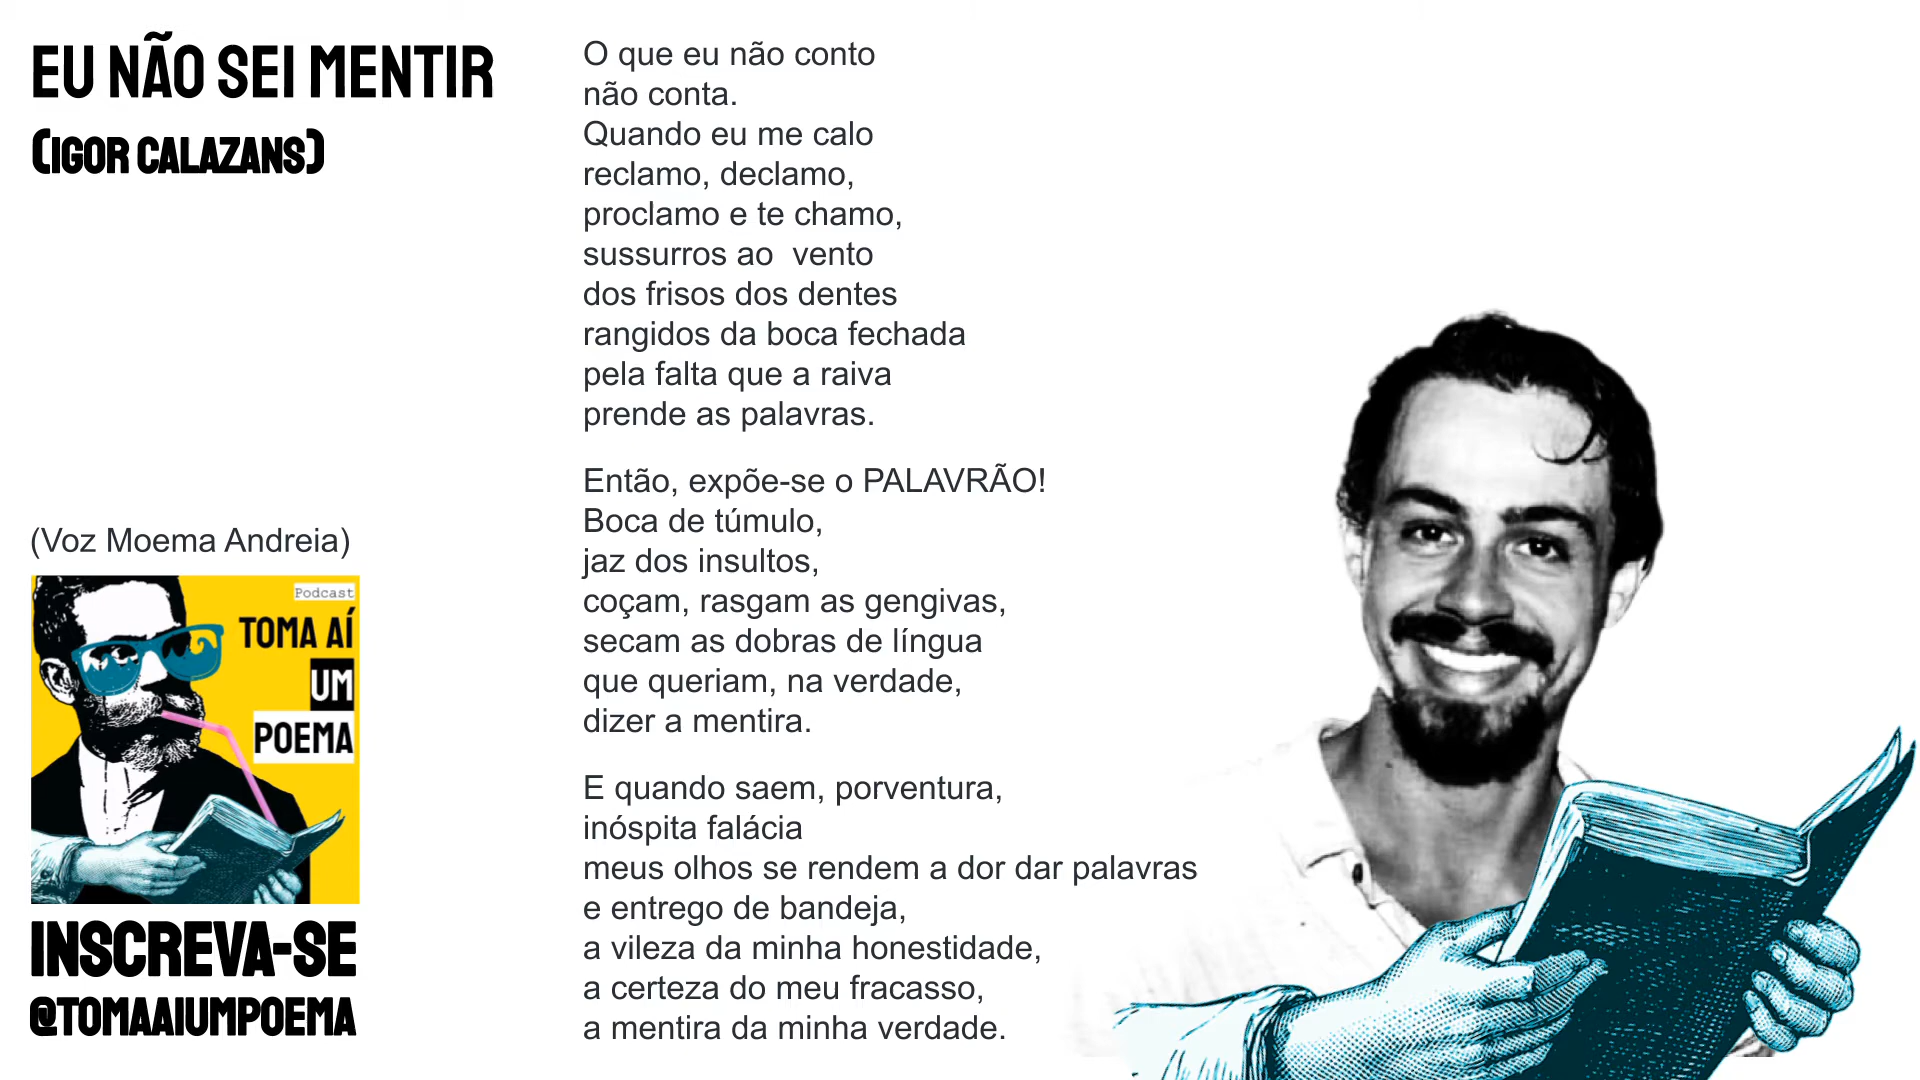 EU NÃO SEI MENTIR
(IGOR CALAZANS)
O que eu não conto
não conta.
Quando eu me calo
reclamo, declamo,
proclamo e te chamo,
sussurros ao  vento
dos frisos dos dentes
rangidos da boca fechada
pela falta que a raiva
prende as palavras.
Então, expõe-se o PALAVRÃO!
Boca de túmulo,
jaz dos insultos,
coçam, rasgam as gengivas,
secam as dobras de língua
que queriam, na verdade,
dizer a mentira.
E quando saem, porventura,
inóspita falácia
meus olhos se rendem a dor dar palavras
e entrego de bandeja,
a vileza da minha honestidade,
a certeza do meu fracasso,
a mentira da minha verdade.
(Voz Moema Andreia)
Podcast
TOMA AÍ
UM
POEMA
INSCREVA-SE
@TOMAAIUMPOEMA